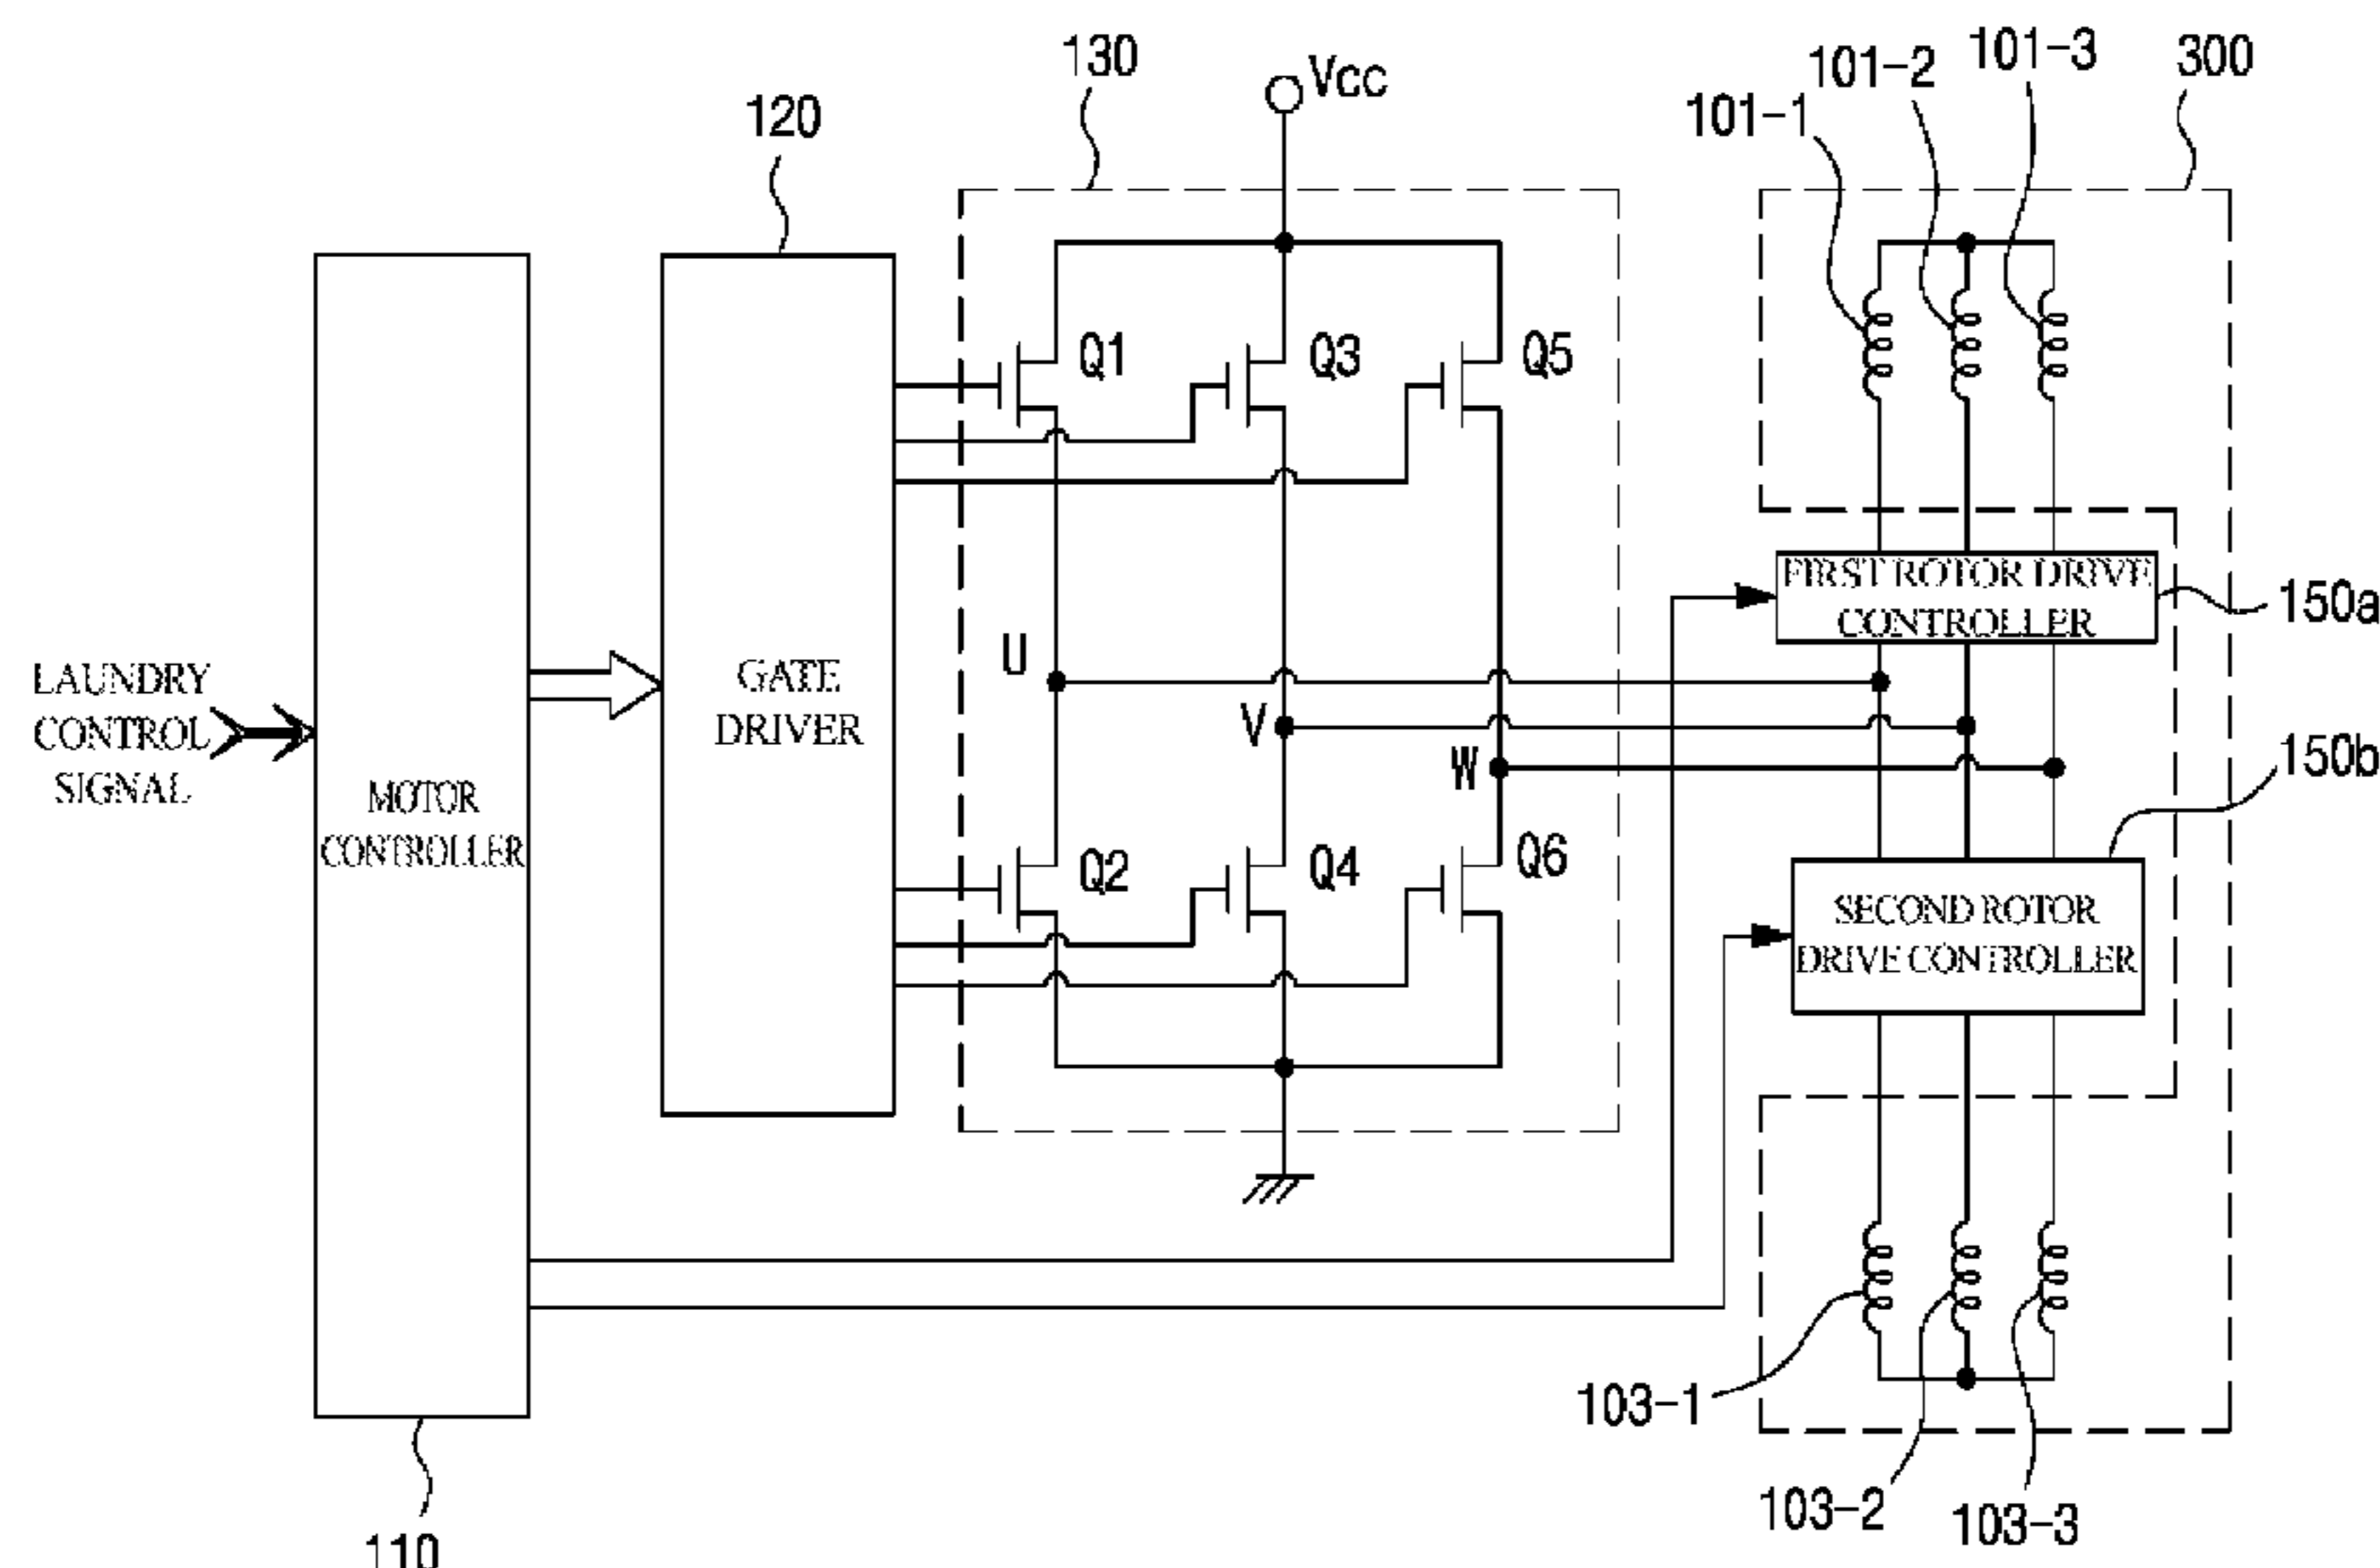 130
Vcc
101-1
101-2
101-3
300
120
Q1
Q3
Q5
FIRST ROTOR DRIVE
CONTROLLER
150a
U
V
W
LAUNDRY
CONTROL
SIGNAL
MOTOR
CONTROLLER
GATE
DRIVER
150b
Q2
Q4
Q6
SECOND ROTOR
DRIVE CONTROLLER
103-1
103-2
103-3
110